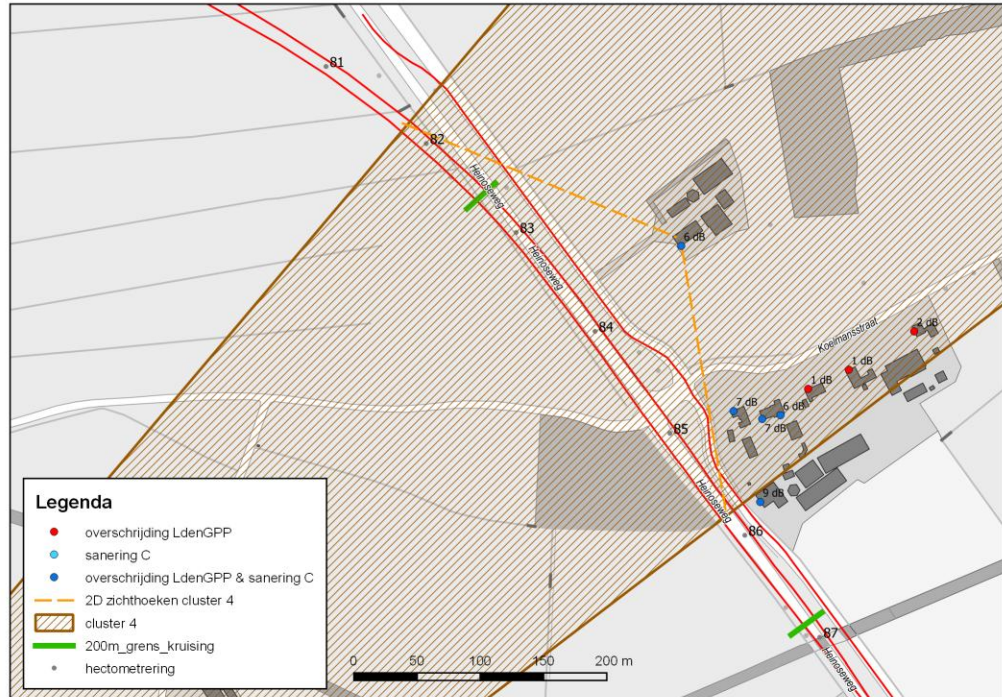 81
82
Heinoseweg
83
Heinoseweg
6 dB
84
Koelmansstraat
2 dB
1 dB
1 dB
7 dB
6 dB
7 dB
85
9 dB
Heinoseweg
86
87
Heinoseweg
Legenda
overschrijding LdenGPP
sanering C
overschrijding LdenGPP & sanering C
2D zichthoeken cluster 4
cluster 4
200m_grens_kruising
hectometrering
0 50 100 150 200 m